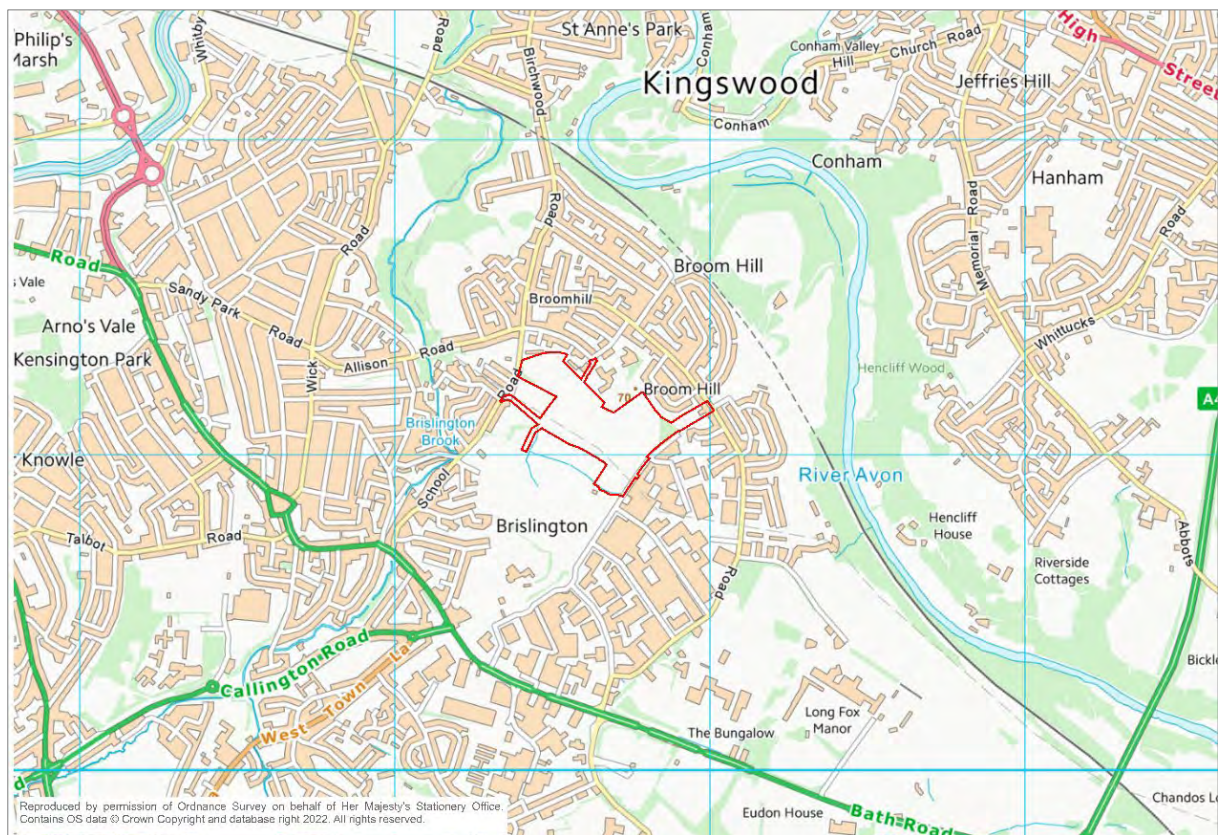 Philip's
Marsh
Whitby
Road
Birchwood
Road
St Anne's Park
Conham
Conham Valley
Hill
Church Road
High
Street
Jeffries Hill
Kingswood
Conham
Conham
Hanham
Memorial Road
Road
Whittucks
Road
s Vale
Sandy Park
Road
Road
Arno's Vale
Kensington Park
Wick
Allison Road
Broomhill
Broom Hill
Road
70
Broom Hill
Hencliff Wood
A4
Brislington
Brook
School
Knowle
Talbot
Road
Brislington
River Avon
Hencliff
House
Riverside
Cottages
Abbots
Road
Callington Road
West Town La
The Bungalow
Long Fox
Manor
Bickle
d
Eudon House
Bath Road
Chandos Lo
Reproduced by permission of Ordnance Survey on behalf of Her Majesty's Stationery Office.
Contains OS data © Crown Copyright and database right 2022. All rights reserved.